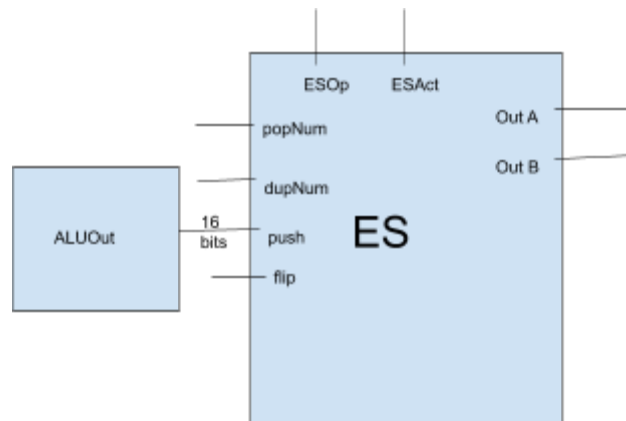 ESOp
ESAct
popNum
Out A
dupNum
Out B
ALUOut
16
bits
push
ES
flip